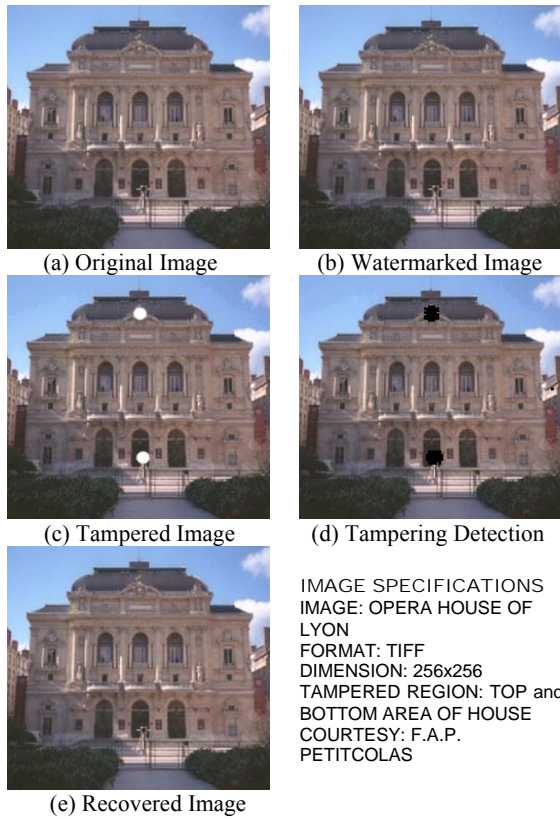 (a) Original Image
(b) Watermarked Image
(c) Tampered Image
(d) Tampering Detection
(e) Recovered Image
IMAGE SPECIFICATIONS
IMAGE: OPERA HOUSE OF
LYON
FORMAT: TIFF
DIMENSION: 256x256
TAMPERED REGION: TOP and
BOTTOM AREA OF HOUSE
COURTESY: F.A.P.
PETITCOLAS